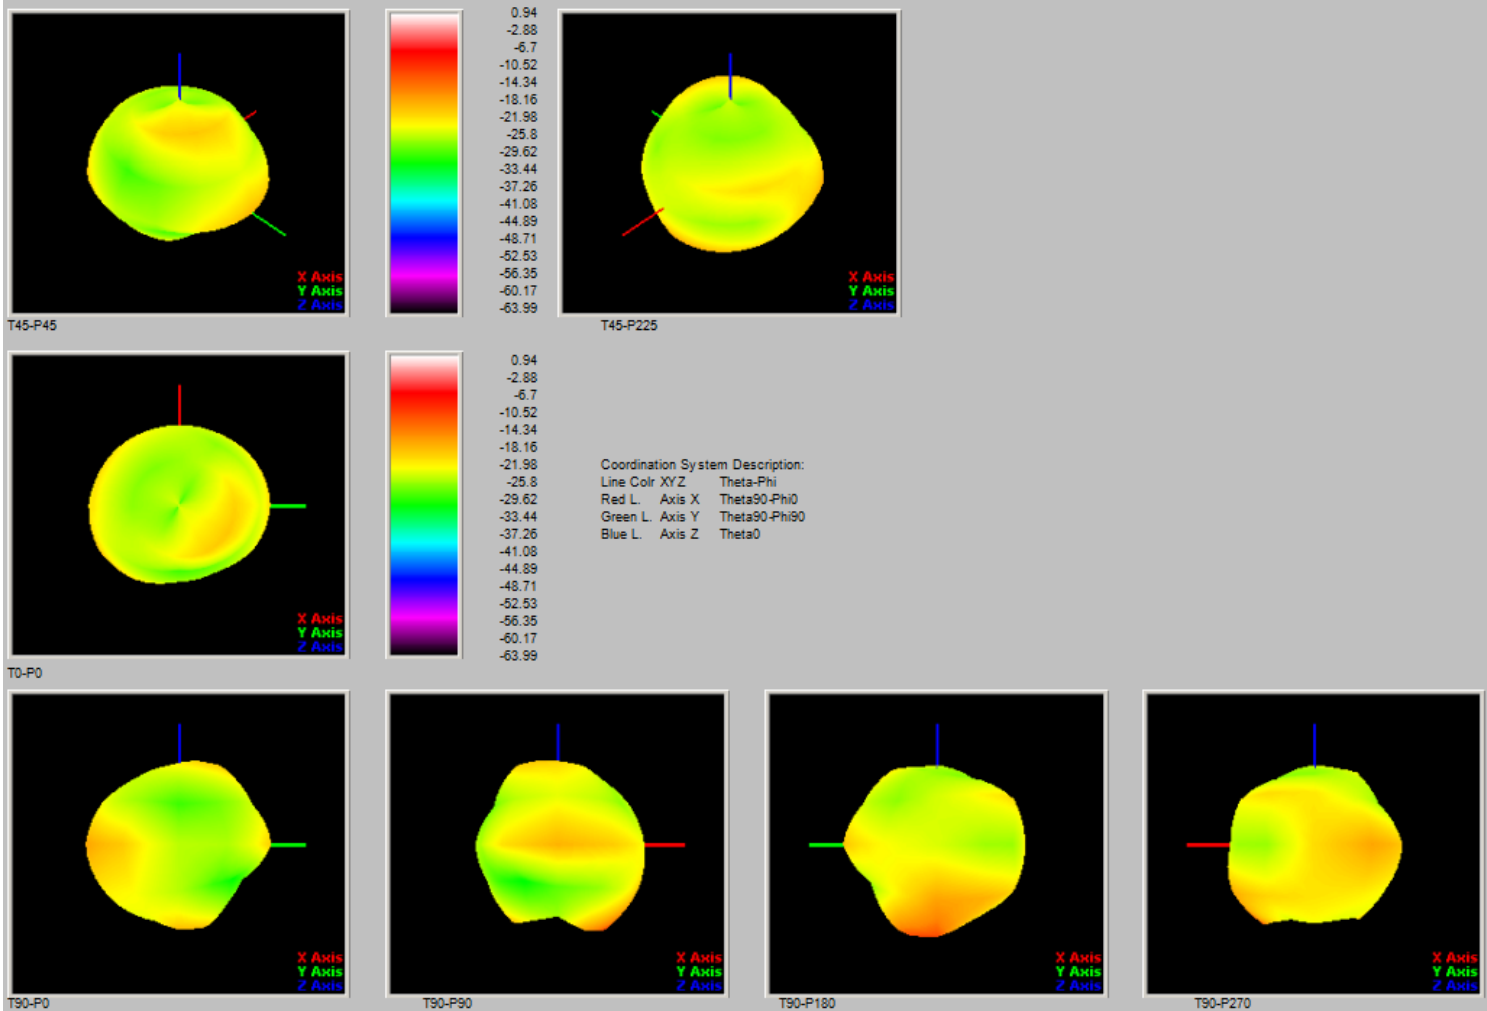 0.94
-2.88
-6.7
-10.52
-14.34
-18.16
-21.98
-25.8
-29.62
-33.44
-37.26
-41.08
-44.89
-48.71
-52.53
-56.35
-60.17
-63.99
X Axis
Y Axis
Z Axis
X Axis
Y Axis
Z Axis
T45-P45
T45-P225
0.94
-2.88
-6.7
-10.52
-14.34
-18.16
-21.98
-25.8
-29.62
-33.44
-37.26
-41.08
-44.89
-48.71
-52.53
-56.35
-60.17
-63.99
Coordination System Description:
Line Colr XYZ Theta-Phi
Red L. Axis X Theta90-Phi0
Green L. Axis Y Theta90-Phi90
Blue L. Axis Z Theta0
X Axis
Y Axis
Z Axis
T0-P0
X Axis
Y Axis
Z Axis
X Axis
Y Axis
Z Axis
X Axis
Y Axis
Z Axis
X Axis
Y Axis
Z Axis
T90-P0
T90-P90
T90-P180
T90-P270